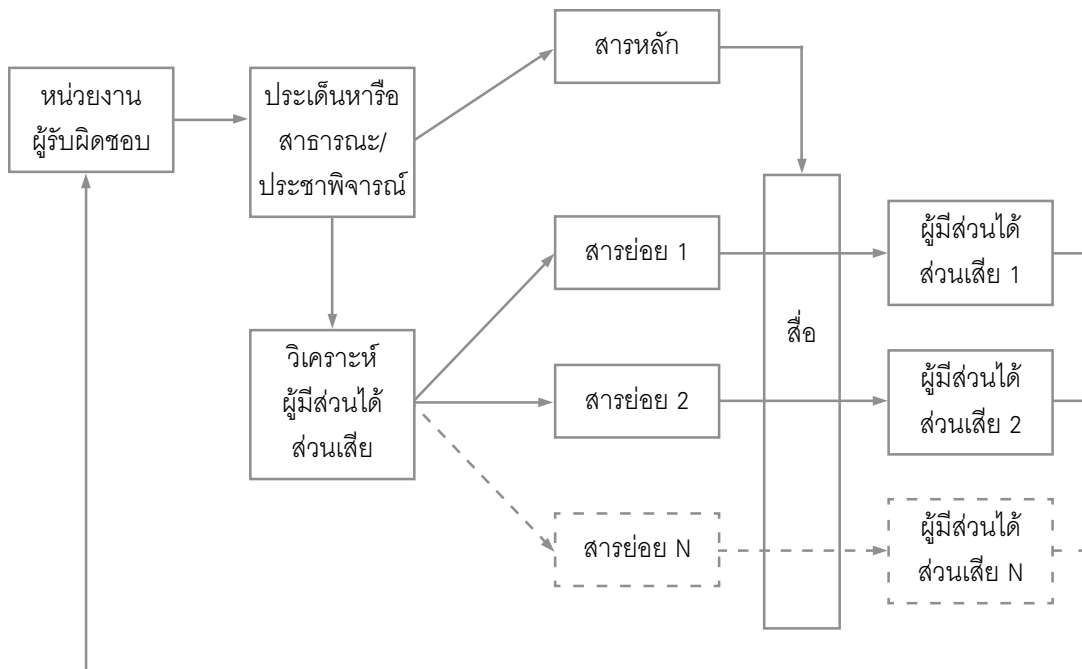 สารหลัก
หน่วยงาน
ผู้รับผิดชอบ
ประเด็นหารือ
สาธารณะ/
ประชาพิจารณ์
สารย่อย 1
ผู้มีส่วนได้
ส่วนเสีย 1
สื่อ
วิเคราะห์
ผู้มีส่วนได้
ส่วนเสีย
สารย่อย 2
ผู้มีส่วนได้
ส่วนเสีย 2
สารย่อย N
ผู้มีส่วนได้
ส่วนเสีย N